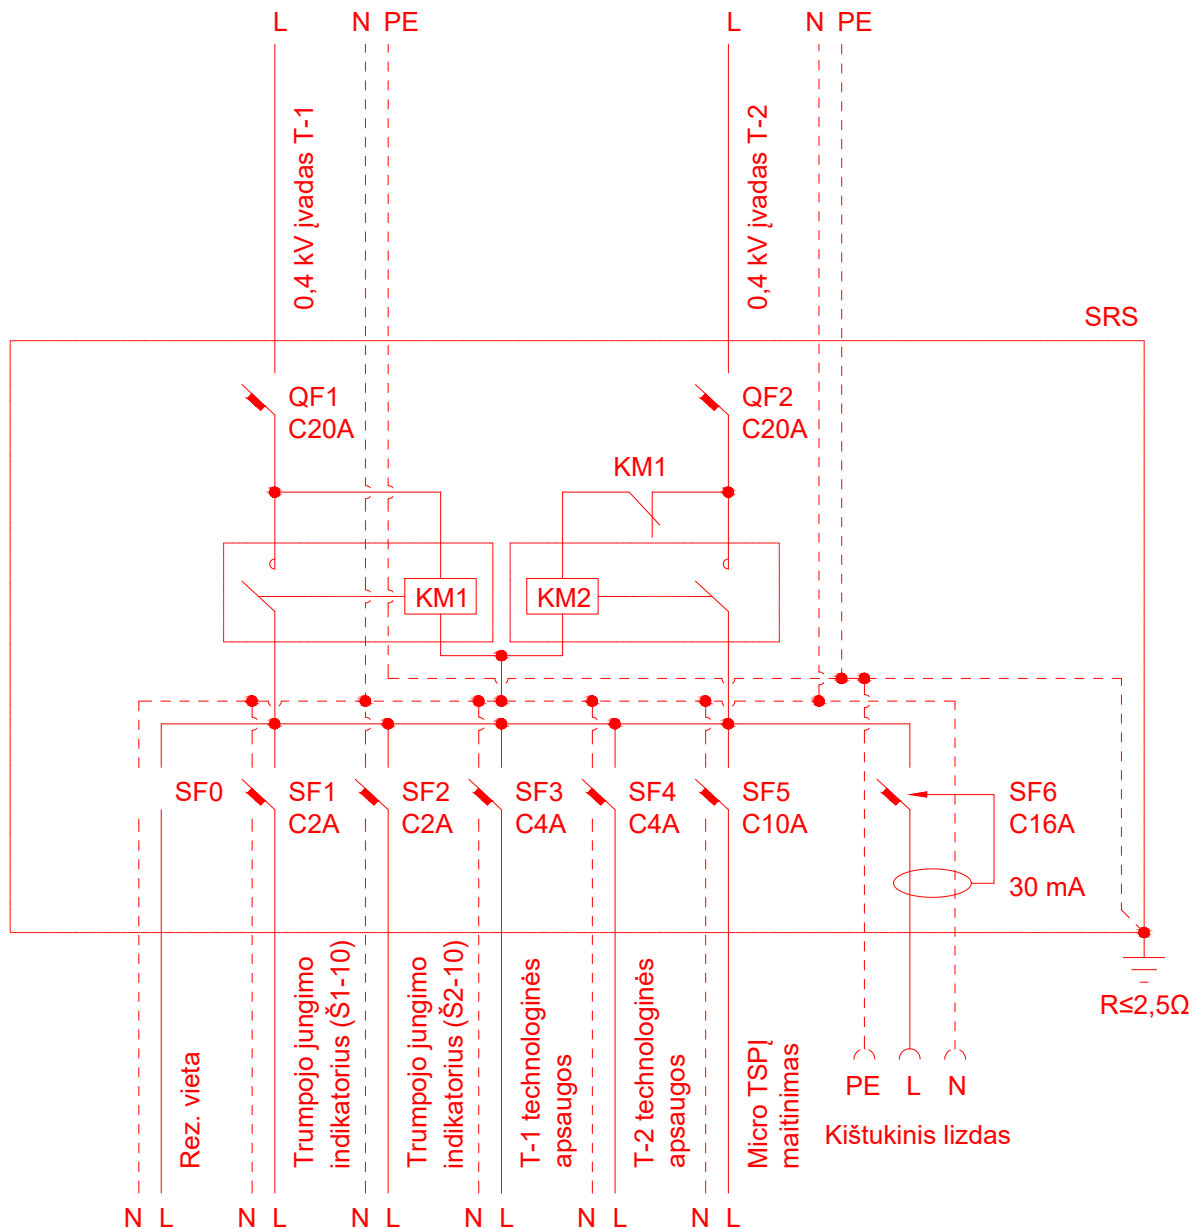 L
N
PE
L
N
PE
0,4 kV įvadas T-1
0,4 kV įvadas T-2
SRS
QF1
C20A
QF2
C20A
KM1
KM1
KM2
SF0
SF1
C2A
SF2
C2A
SF3
C4A
SF4
C4A
SF5
C10A
SF6
C16A
30 mA
R≤2,5Ω
Rez. vieta
Trumpojo jungimo
indikatorius (Š1-10)
Trumpojo jungimo
indikatorius (Š2-10)
T-1 technologinės
apsaugos
T-2 technologinės
apsaugos
Micro TSPĮ
maitinimas
PE
L
N
Kištukinis lizdas
N
L
N
L
N
L
N
L
N
L
N
L